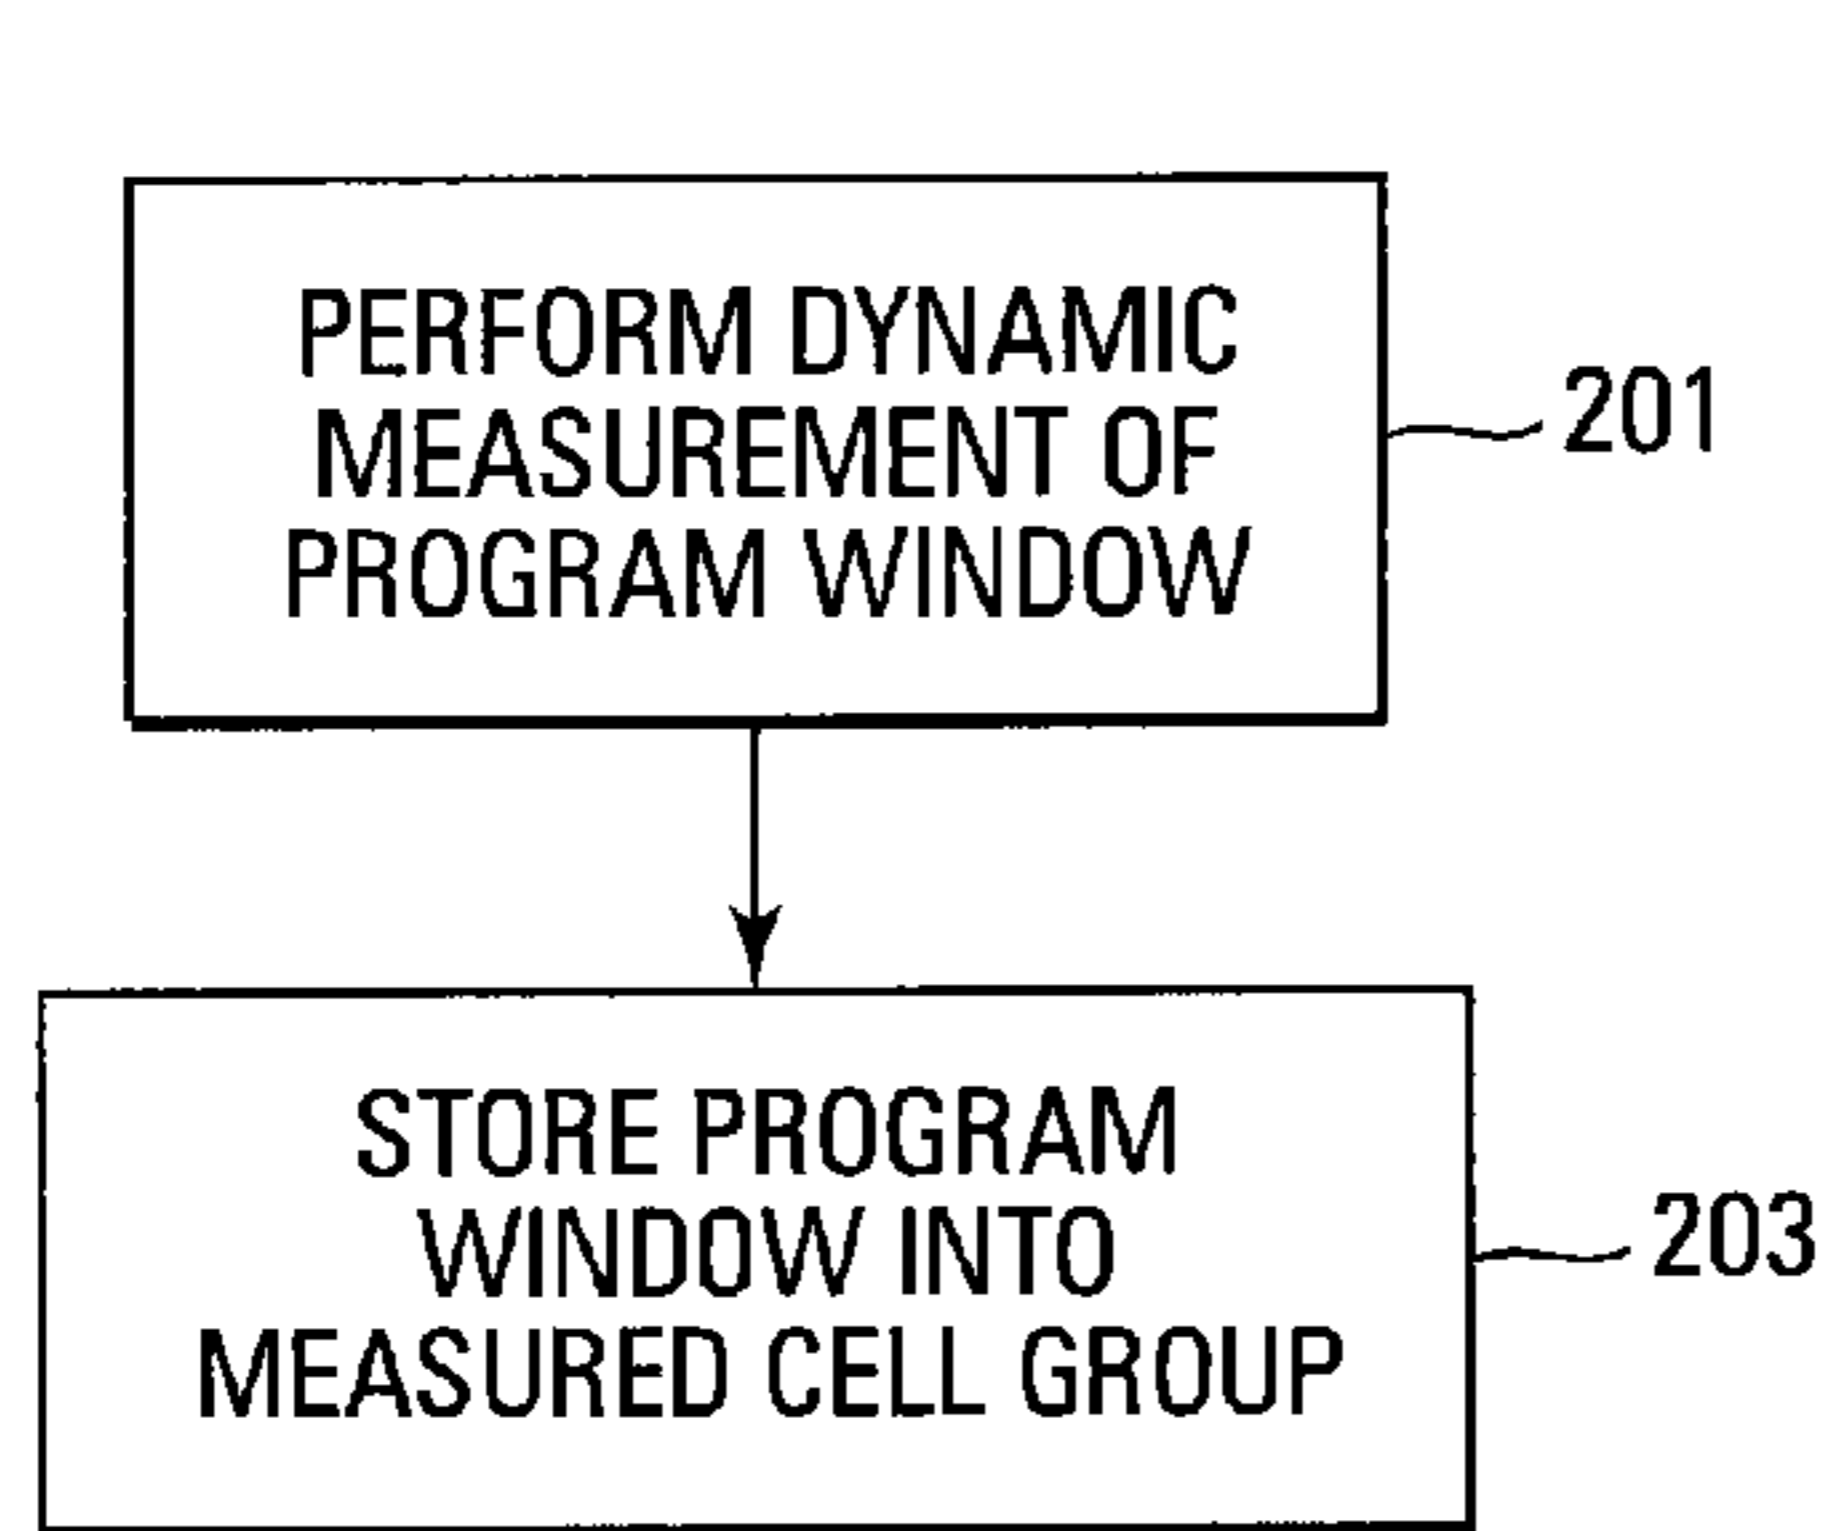 PERFORM DYNAMIC
MEASUREMENT OF
PROGRAM WINDOW
201
STORE PROGRAM
WINDOW INTO
MEASURED CELL GROUP
203